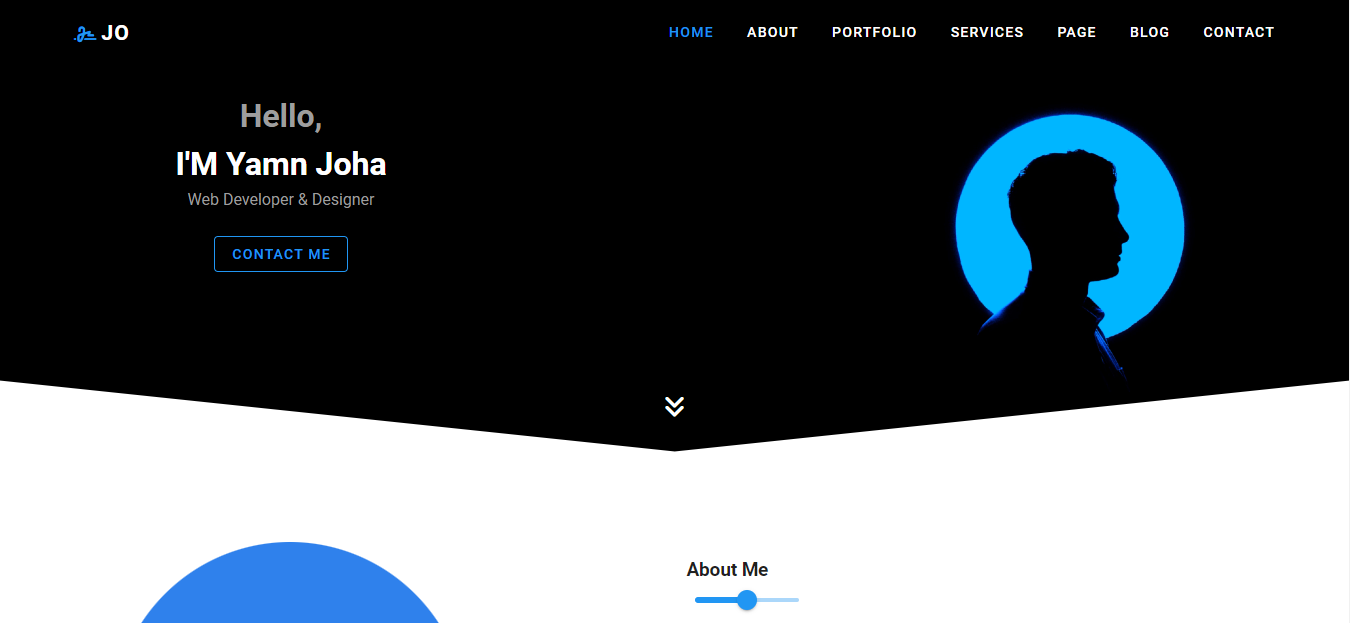 JO
HOME ABOUT PORTFOLIO SERVICES PAGE BLOG CONTACT
Hello,
I'M Yamn Joha
Web Developer & Designer
CONTACT ME
About Me